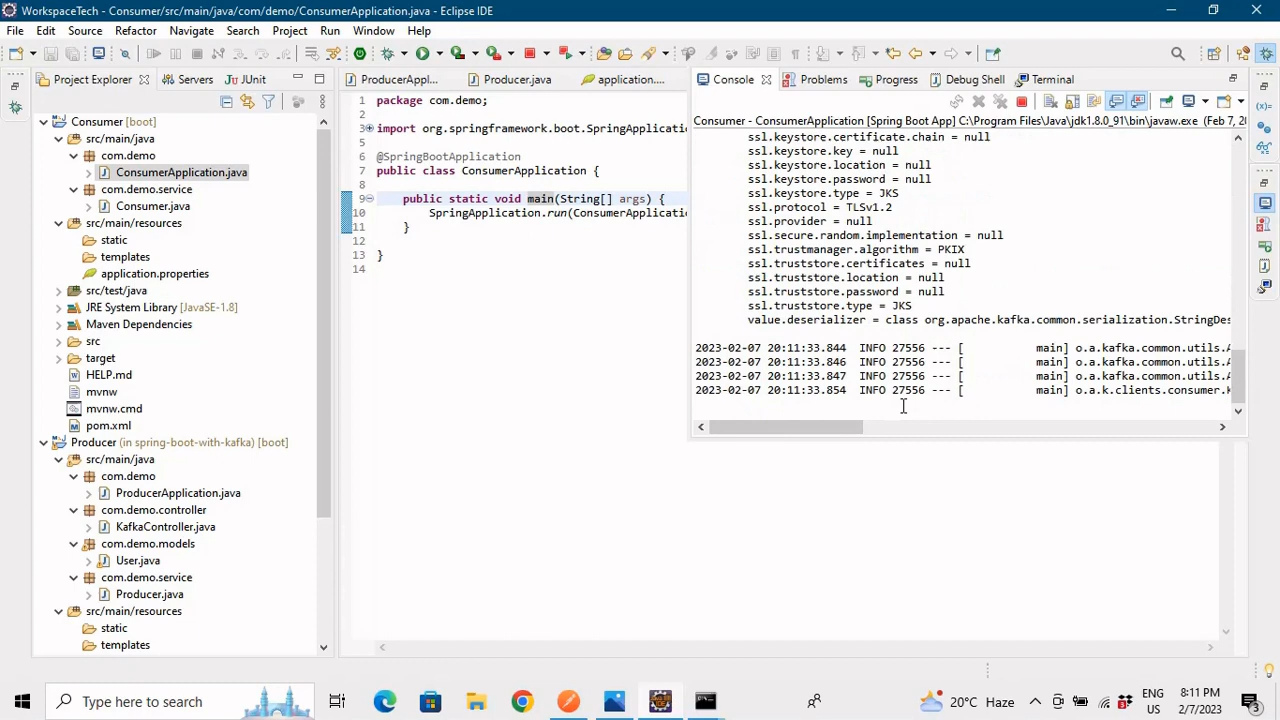 WorkspaceTech - Consumer/src/main/java/com/demo/ConsumerApplication.java - Eclipse IDE
File Edit Source Refactor Navigate Search Project Run Window Help
Project Explorer Servers JUnit
Consumer [boot]
src/main/java
com.demo
ConsumerApplication.java
com.demo.service
Consumer.java
src/main/resources
static
templates
application.properties
src/test/java
JRE System Library [JavaSE-1.8]
Maven Dependencies
src
target
HELP.md
mvnw
mvnw.cmd
pom.xml
Producer (in spring-boot-with-kafka) [boot]
src/main/java
com.demo
ProducerApplication.java
com.demo.controller
KafkaController.java
com.demo.models
User.java
com.demo.service
Producer.java
src/main/resources
static
templates
ProducerAppl... Producer.java application....
1 package com.demo;
2
3 import org.springframework.boot.SpringApplicatio
5
6 @SpringBootApplication
7 public class ConsumerApplication {
8
9 public static void main(String[] args) {
10 SpringApplication.run(ConsumerApplicatio
11 }
12
13 }
14
Console Problems Progress Debug Shell Terminal
Consumer - ConsumerApplication [Spring Boot App] C:\Program Files\Java\jdk1.8.0_91\bin\javaw.exe (Feb 7, 20
ssl.keystore.certificate.chain = null
ssl.keystore.key = null
ssl.keystore.location = null
ssl.keystore.password = null
ssl.keystore.type = JKS
ssl.protocol = TLSv1.2
ssl.provider = null
ssl.secure.random.implementation = null
ssl.trustmanager.algorithm = PKIX
ssl.truststore.certificates = null
ssl.truststore.location = null
ssl.truststore.password = null
ssl.truststore.type = JKS
value.deserializer = class org.apache.kafka.common.serialization.StringDes
2023-02-07 20:11:33.844 INFO 27556 --- [ main] o.a.kafka.common.utils.A
2023-02-07 20:11:33.846 INFO 27556 --- [ main] o.a.kafka.common.utils.A
2023-02-07 20:11:33.847 INFO 27556 --- [ main] o.a.kafka.common.utils.A
2023-02-07 20:11:33.854 INFO 27556 --- [ main] o.a.k.clients.consumer.K
Type here to search
20°C Haze
ENG
US
8:11 PM
2/7/2023
3